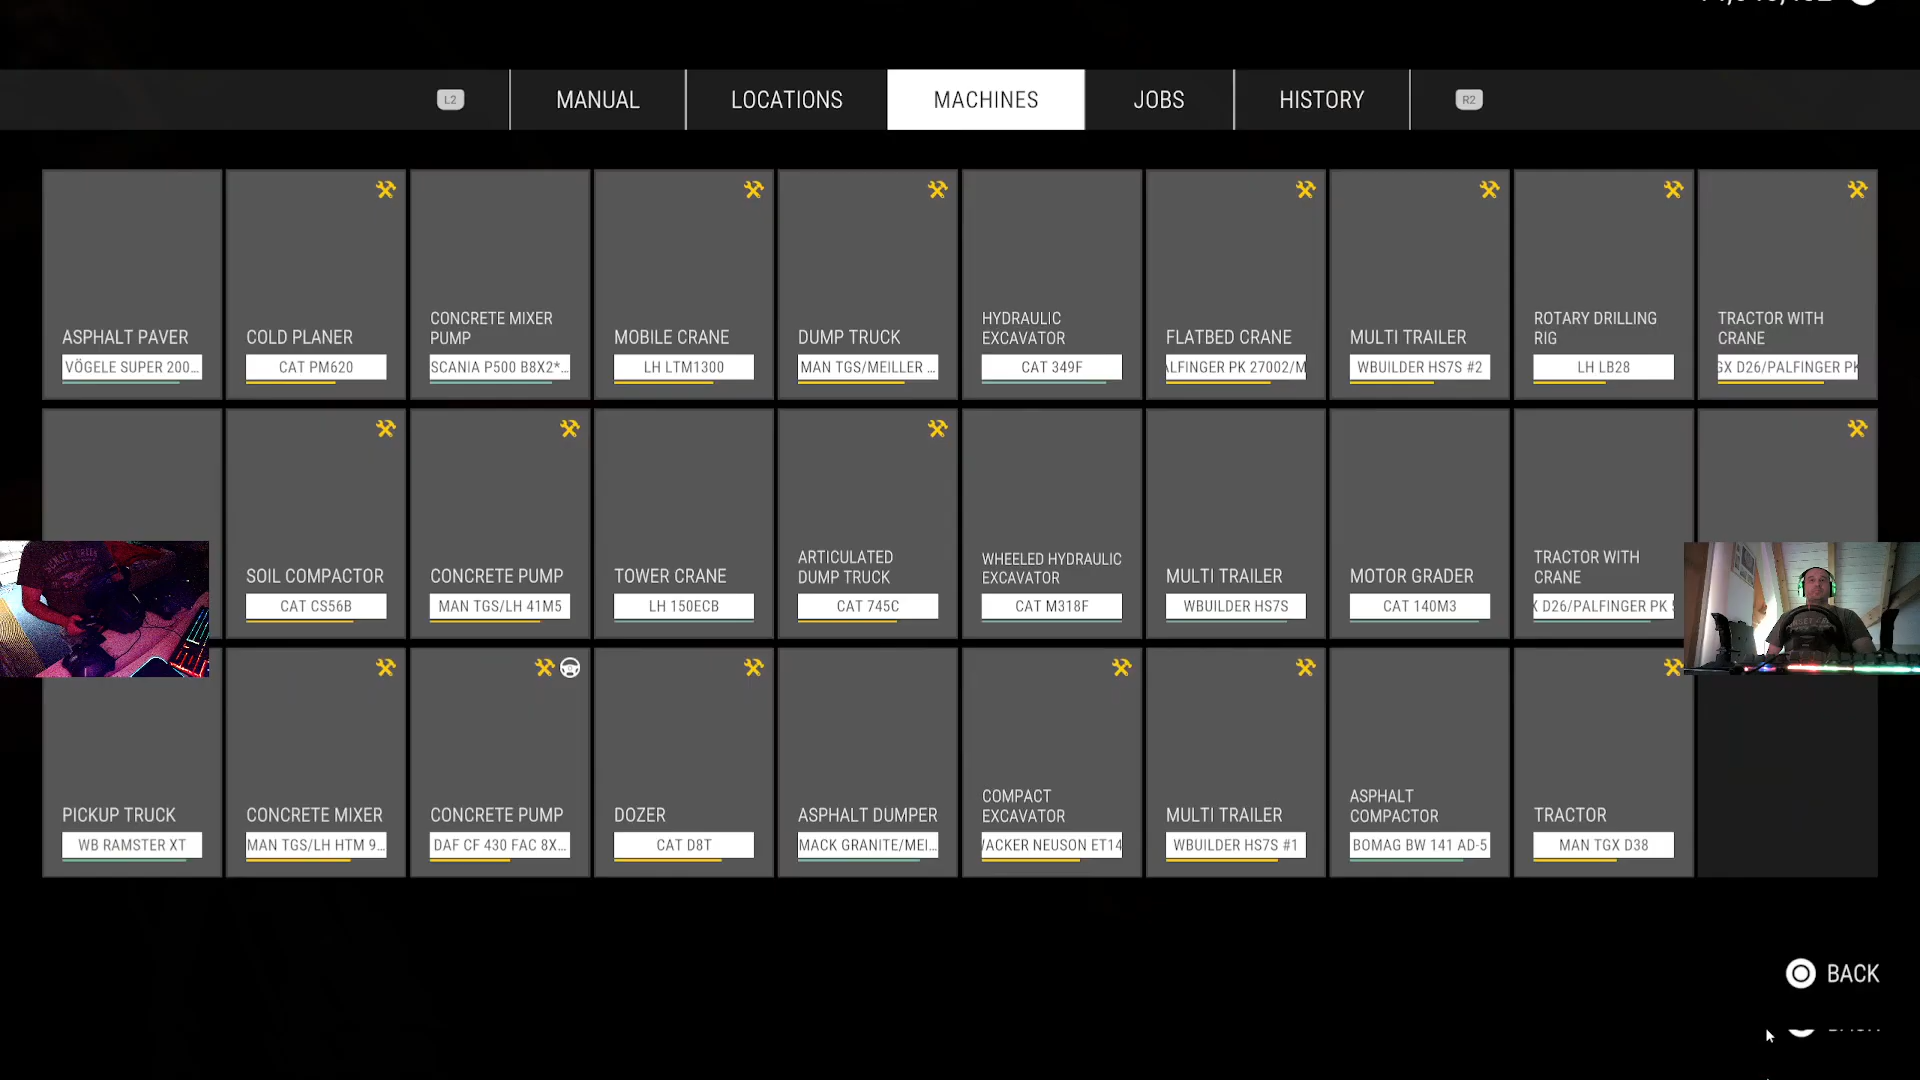 L2
MANUAL
LOCATIONS
MACHINES
JOBS
HISTORY
R2
ASPHALT PAVER
VÖGELE SUPER 200...
COLD PLANER
CAT PM620
CONCRETE MIXER
PUMP
SCANIA P500 B8X2*...
MOBILE CRANE
LH LTM1300
DUMP TRUCK
MAN TGS/MEILLER ...
HYDRAULIC
EXCAVATOR
CAT 349F
FLATBED CRANE
LFINGER PK 27002/M
MULTI TRAILER
WBUILDER HS7S #2
ROTARY DRILLING
RIG
LH LB28
TRACTOR WITH
CRANE
GX D26/PALFINGER PK
SOIL COMPACTOR
CAT CS56B
CONCRETE PUMP
MAN TGS/LH 41M5
TOWER CRANE
LH 150ECB
ARTICULATED
DUMP TRUCK
CAT 745C
WHEELED HYDRAULIC
EXCAVATOR
CAT M318F
MULTI TRAILER
WBUILDER HS7S
MOTOR GRADER
CAT 140M3
TRACTOR WITH
CRANE
X D26/PALFINGER PK
PICKUP TRUCK
WB RAMSTER XT
CONCRETE MIXER
MAN TGS/LH HTM 9...
CONCRETE PUMP
DAF CF 430 FAC 8X...
DOZER
CAT D8T
ASPHALT DUMPER
MACK GRANITE/MEI...
COMPACT
EXCAVATOR
WACKER NEUSON ET14
MULTI TRAILER
WBUILDER HS7S #1
ASPHALT
COMPACTOR
BOMAG BW 141 AD-5
TRACTOR
MAN TGX D38
BACK